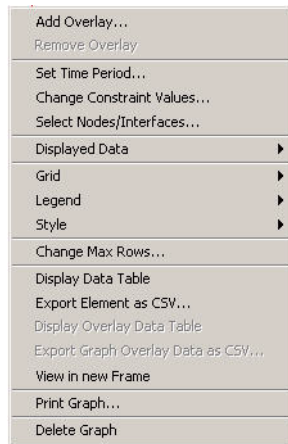 Add Overlay...
Remove Overlay
Set Time Period...
Change Constraint Values...
Select Nodes/Interfaces...
Displayed Data
Grid
Legend
Style
Change Max Rows...
Display Data Table
Export Element as CSV...
Display Overlay Data Table
Export Graph Overlay Data as CSV...
View in new Frame
Print Graph...
Delete Graph